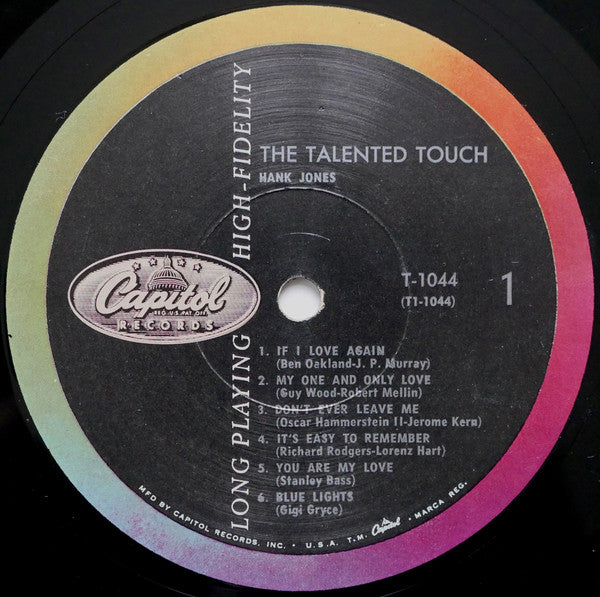 LONG PLAYING HIGH-FIDELITY
THE TALENTED TOUCH
HANK JONES
Capitol
REG. U.S. PAT. OFF.
RECORDS
T-1044
(T1-1044)
1
1. IF I LOVE AGAIN
(Ben Oakland-J. P. Murray)
2. MY ONE AND ONLY LOVE
(Guy Wood-Robert Mellin)
3. DON'T EVER LEAVE ME
(Oscar Hammerstein II-Jerome Kern)
4. IT'S EASY TO REMEMBER
(Richard Rodgers-Lorenz Hart)
5. YOU ARE MY LOVE
(Stanley Bass)
6. BLUE LIGHTS
(Gigi Gryce)
MFD BY CAPITOL RECORDS, INC. • U.S.A. T.M. Capitol • MARCA REG.